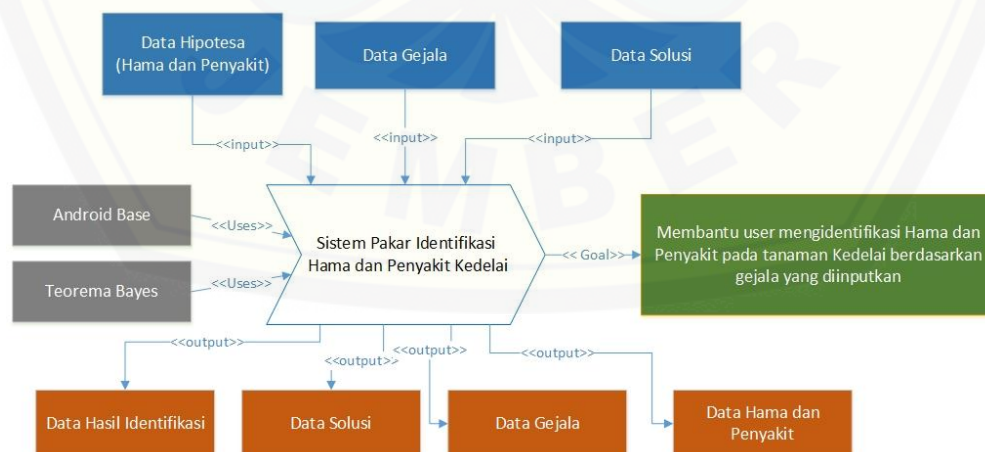 Data Hipotesa
(Hama dan Penyakit)
Data Gejala
Data Solusi
<<input>>
<<input>>
<<input>>
EMBER
Android Base
<<Uses>>
Teorema Bayes
<<Uses>>
Sistem Pakar Identifikasi
Hama dan Penyakit Kedelai
<< Goal>>
Membantu user mengidentifikasi Hama dan
Penyakit pada tanaman Kedelai berdasarkan
gejala yang diinputkan
<<output>>
<<output>>
<<output>>
<<output>>
Data Hasil Identifikasi
Data Solusi
Data Gejala
Data Hama dan
Penyakit